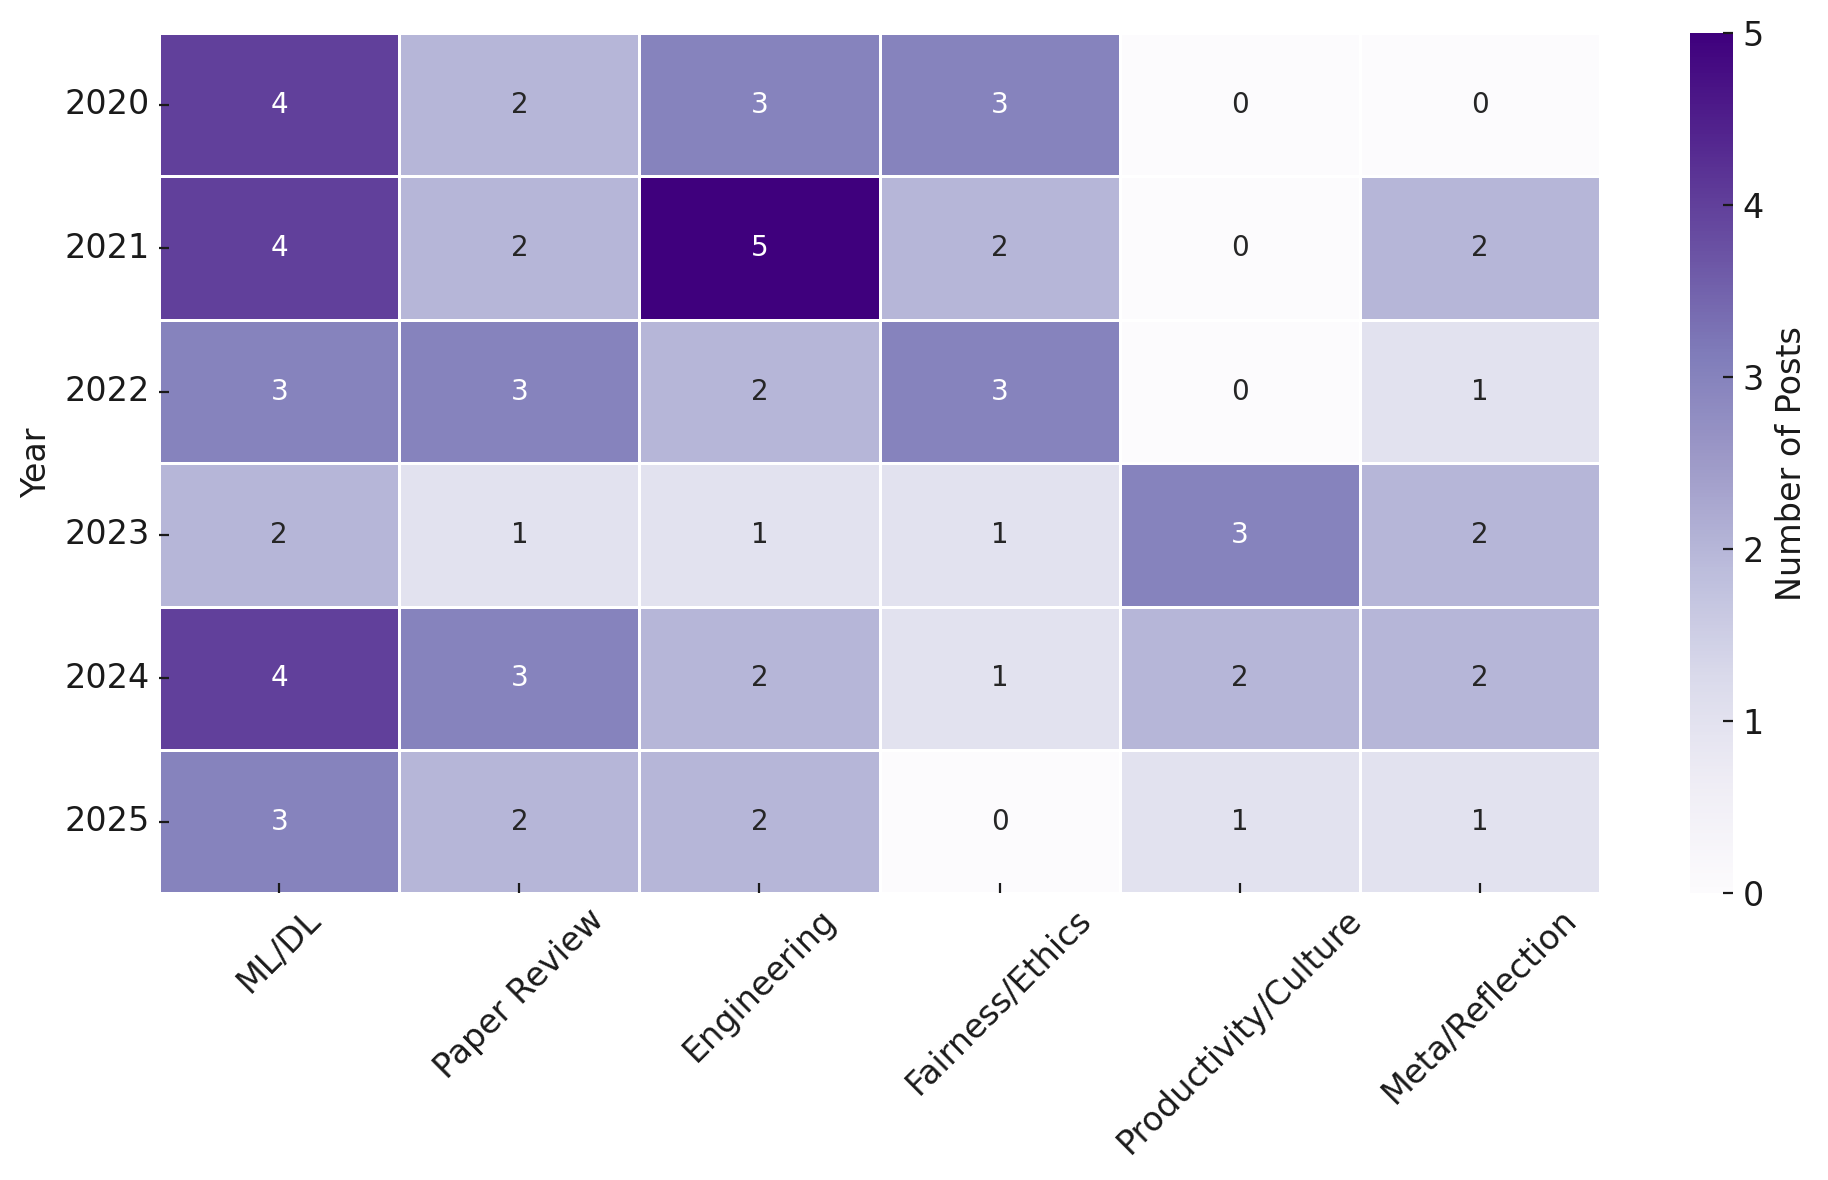 2020 4 2 3 3 0 0
2021 4 2 5 2 0 2
2022 3 3 2 3 0 1
2023 2 1 1 1 3 2
2024 4 3 2 1 2 2
2025 3 2 2 0 1 1
Year
ML/DL
Paper Review
Engineering
Fairness/Ethics
Productivity/Culture
Meta/Reflection
5
4
3
2
1
0
Number of Posts